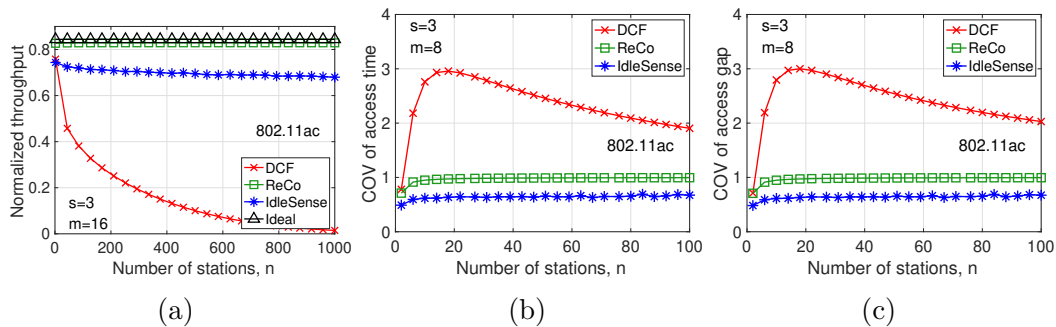 0.8
0.6
0.4
0.2
0
Normalized throughput
802.11ac
s=3
m=16
DCF
ReCo
IdleSense
Ideal
0 200 400 600 800 1000
Number of stations, n
(a)
4
3
2
1
0
COV of access time
s=3
m=8
DCF
ReCo
IdleSense
802.11ac
0 20 40 60 80 100
Number of stations, n
(b)
4
3
2
1
0
COV of access gap
s=3
m=8
DCF
ReCo
IdleSense
802.11ac
0 20 40 60 80 100
Number of stations, n
(c)